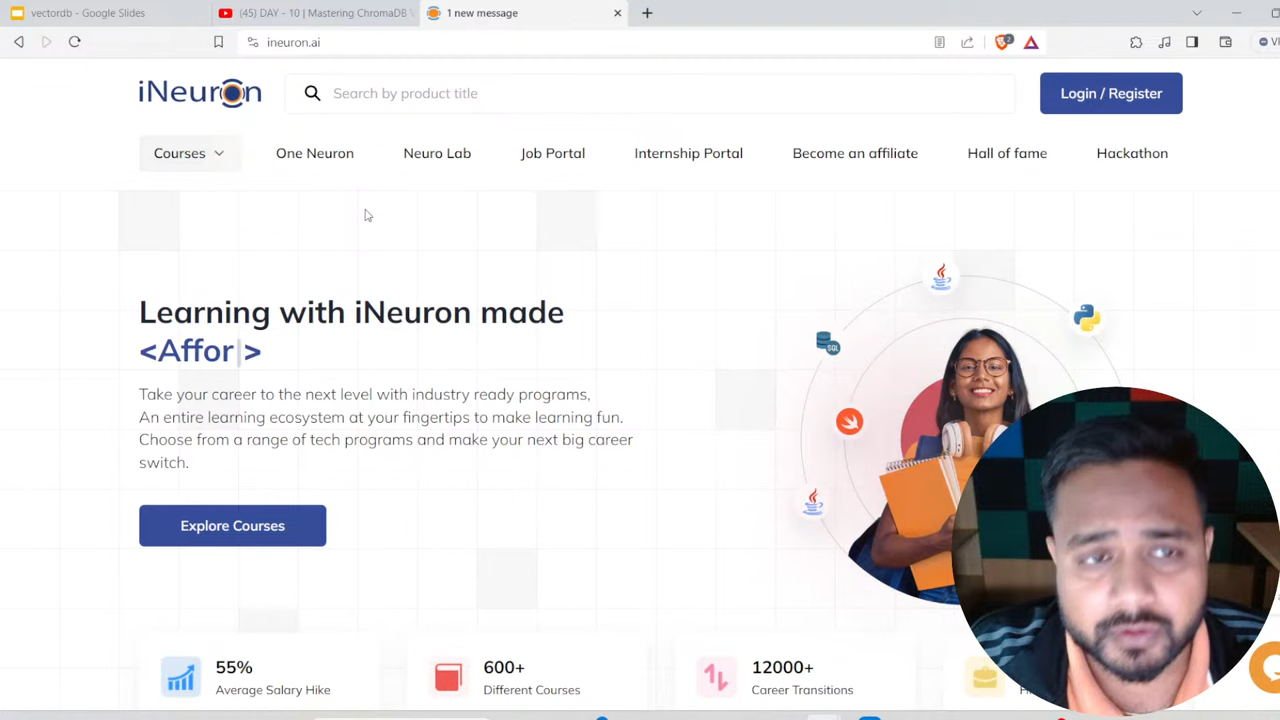 vectordb - Google Slides
(45) DAY - 10 | Mastering ChromaDB
1 new message
ineuron.ai
2
iNeuron
Search by product title
Login / Register
Courses
One Neuron
Neuro Lab
Job Portal
Internship Portal
Become an affiliate
Hall of fame
Hackathon
Learning with iNeuron made
<Affor|>
Take your career to the next level with industry ready programs,
An entire learning ecosystem at your fingertips to make learning fun.
Choose from a range of tech programs and make your next big career
switch.
Explore Courses
SQL
55%
Average Salary Hike
600+
Different Courses
12000+
Career Transitions